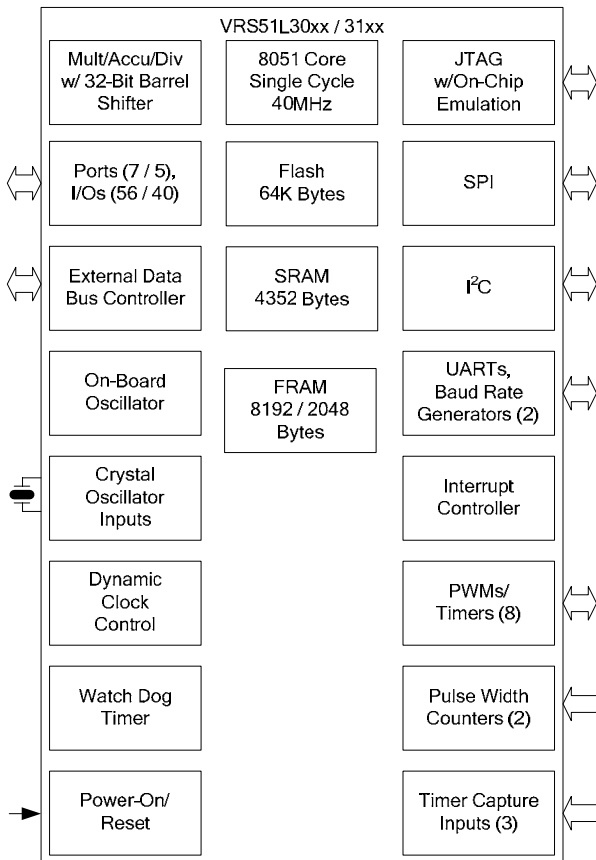 VRS51L30xx / 31xx
Mult/Accu/Div
w/ 32-Bit Barrel
Shifter
8051 Core
Single Cycle
40MHz
JTAG
w/On-Chip
Emulation
Ports (7 / 5),
I/Os (56 / 40)
Flash
64K Bytes
SPI
External Data
Bus Controller
SRAM
4352 Bytes
I²C
On-Board
Oscillator
FRAM
8192 / 2048
Bytes
UARTs,
Baud Rate
Generators (2)
Crystal
Oscillator
Inputs
Interrupt
Controller
Dynamic
Clock
Control
PWMs/
Timers (8)
Watch Dog
Timer
Pulse Width
Counters (2)
Power-On/
Reset
Timer Capture
Inputs (3)